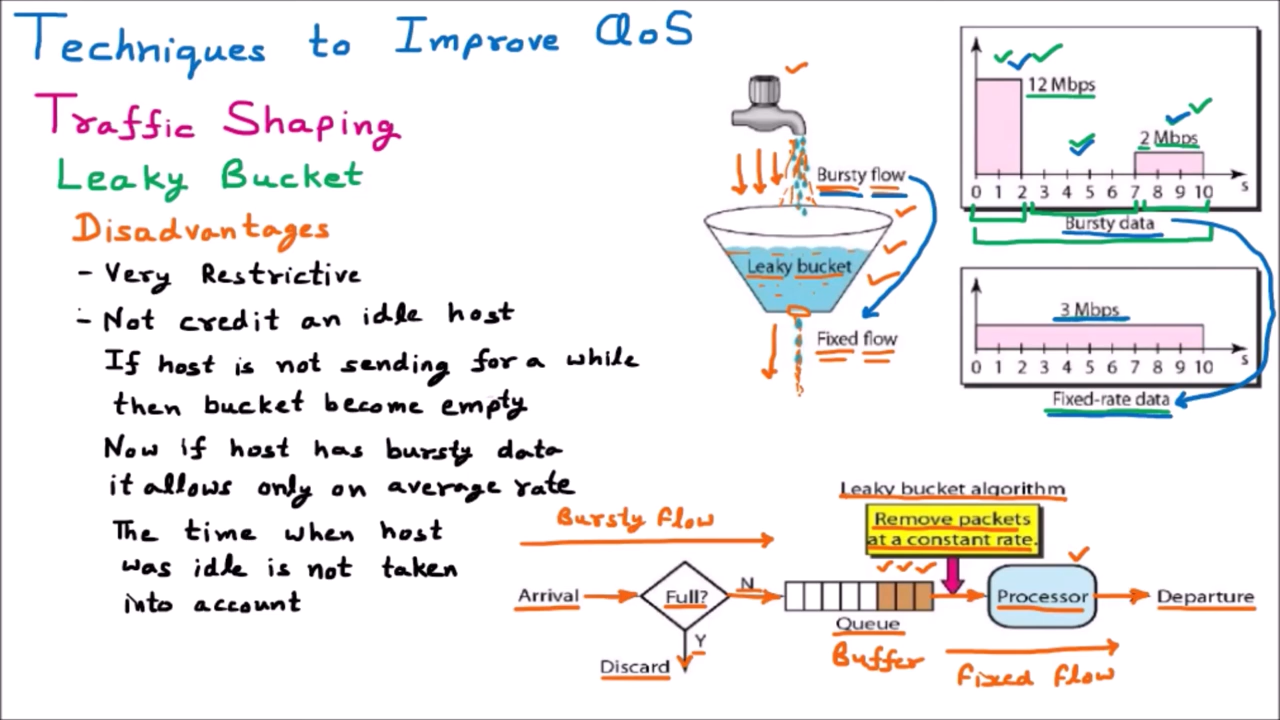 Techniques to Improve QoS
Traffic Shaping
Leaky Bucket
Disadvantages
- Very Restrictive
- Not credit an idle host
If host is not sending for a while
then bucket become empty
Now if host has bursty data
it allows only on average rate
The time when host
was idle is not taken
into account
Bursty flow
Leaky bucket
Fixed flow
12 Mbps
2 Mbps
0 1 2 3 4 5 6 7 8 9 10 s
Bursty data
3 Mbps
0 1 2 3 4 5 6 7 8 9 10 s
Fixed-rate data
Leaky bucket algorithm
Remove packets
at a constant rate.
Bursty flow
Arrival
Full?
N
Y
Discard
Queue
Buffer
Processor
Departure
Fixed flow